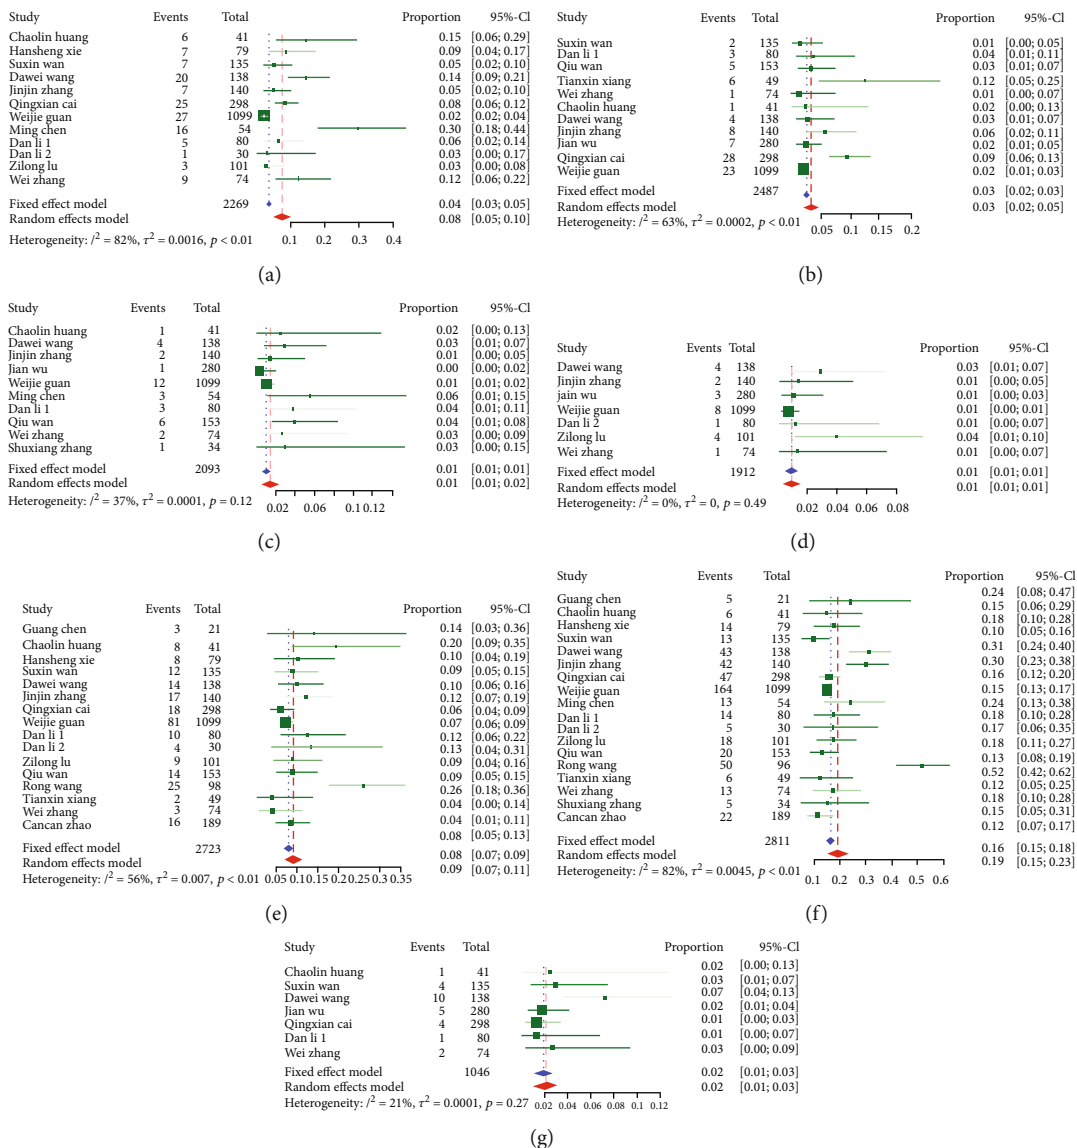 Study Events Total Proportion 95%-Cl
Chaolin huang 6 41 0.15 [0.06; 0.29]
Hansheng xie 7 79 0.09 [0.04; 0.17]
Suxin wan 7 135 0.05 [0.02; 0.10]
Dawei wang 20 138 0.14 [0.09; 0.21]
Jinjin zhang 7 140 0.05 [0.02; 0.10]
Qingxian cai 25 298 0.08 [0.06; 0.12]
Weijie guan 27 1099 0.02 [0.02; 0.04]
Ming chen 16 54 0.30 [0.18; 0.44]
Dan li 1 5 80 0.06 [0.02; 0.14]
Dan li 2 1 30 0.03 [0.00; 0.17]
Zilong lu 3 101 0.03 [0.00; 0.08]
Wei zhang 9 74 0.12 [0.06; 0.22]
Fixed effect model 2269 0.04 [0.03; 0.05]
Random effects model 0.08 [0.05; 0.10]
Heterogeneity: I² = 82%, τ² = 0.0016, p < 0.01
0.1 0.2 0.3 0.4
(a)
Study Events Total Proportion 95%-Cl
Suxin wan 2 135 0.01 [0.00; 0.05]
Dan li 1 3 80 0.04 [0.01; 0.11]
Qiu wan 5 153 0.03 [0.01; 0.07]
Tianxin xiang 6 49 0.12 [0.05; 0.25]
Wei zhang 1 74 0.01 [0.00; 0.07]
Chaolin huang 1 41 0.02 [0.00; 0.13]
Dawei wang 4 138 0.03 [0.01; 0.07]
Jinjin zhang 8 140 0.06 [0.02; 0.11]
Jian wu 7 280 0.02 [0.01; 0.05]
Qingxian cai 28 298 0.09 [0.06; 0.13]
Weijie guan 23 1099 0.02 [0.01; 0.03]
Fixed effect model 2487 0.03 [0.02; 0.03]
Random effects model 0.03 [0.02; 0.05]
Heterogeneity: I² = 63%, τ² = 0.0002, p < 0.01
0.05 0.1 0.2
(b)
Study Events Total Proportion 95%-Cl
Chaolin huang 1 41 0.02 [0.00; 0.13]
Dawei wang 4 138 0.03 [0.01; 0.07]
Jinjin zhang 2 140 0.01 [0.00; 0.05]
Jian wu 1 280 0.00 [0.00; 0.02]
Weijie guan 12 1099 0.01 [0.01; 0.02]
Ming chen 3 54 0.06 [0.01; 0.15]
Dan li 1 3 80 0.04 [0.01; 0.11]
Qiu wan 6 153 0.04 [0.01; 0.08]
Wei zhang 2 74 0.03 [0.00; 0.09]
Shuxiang zhang 1 34 0.03 [0.00; 0.15]
Fixed effect model 2093 0.01 [0.01; 0.01]
Random effects model 0.01 [0.01; 0.02]
Heterogeneity: I² = 37%, τ² = 0.0001, p = 0.12
0.02 0.06 0.1 0.12
(c)
Study Events Total Proportion 95%-Cl
Dawei wang 4 138 0.03 [0.01; 0.07]
Jinjin zhang 2 140 0.01 [0.00; 0.05]
jain wu 3 280 0.01 [0.00; 0.03]
Weijie guan 8 1099 0.01 [0.00; 0.01]
Dan li 2 1 80 0.01 [0.00; 0.07]
Zilong lu 4 101 0.04 [0.01; 0.10]
Wei zhang 1 74 0.01 [0.00; 0.07]
Fixed effect model 1912 0.01 [0.01; 0.01]
Random effects model 0.01 [0.01; 0.01]
Heterogeneity: I² = 0%, τ² = 0, p = 0.49
0.02 0.04 0.06 0.08
(d)
Study Events Total Proportion 95%-Cl
Guang chen 3 21 0.14 [0.03; 0.36]
Chaolin huang 8 41 0.20 [0.09; 0.35]
Hansheng xie 8 79 0.10 [0.04; 0.19]
Suxin wan 12 135 0.09 [0.05; 0.15]
Dawei wang 14 138 0.10 [0.06; 0.16]
Jinjin zhang 17 140 0.12 [0.07; 0.19]
Qingxian cai 18 298 0.06 [0.04; 0.09]
Weijie guan 81 1099 0.07 [0.06; 0.09]
Dan li 1 10 80 0.12 [0.06; 0.22]
Dan li 2 4 30 0.13 [0.04; 0.31]
Zilong lu 9 101 0.09 [0.04; 0.16]
Qiu wan 14 153 0.09 [0.05; 0.15]
Rong wang 25 98 0.26 [0.18; 0.36]
Tianxin xiang 2 49 0.04 [0.00; 0.14]
Wei zhang 3 74 0.04 [0.01; 0.11]
Cancan zhao 16 189 0.08 [0.05; 0.13]
Fixed effect model 2723 0.08 [0.07; 0.09]
Random effects model 0.09 [0.07; 0.11]
Heterogeneity: I² = 56%, τ² = 0.007, p < 0.01
0.05 0.1 0.15 0.25 0.35
(e)
Study Events Total Proportion 95%-Cl
Guang chen 5 21 0.24 [0.08; 0.47]
Chaolin huang 6 41 0.15 [0.06; 0.29]
Hansheng xie 14 79 0.18 [0.10; 0.28]
Suxin wan 13 135 0.10 [0.05; 0.16]
Dawei wang 43 138 0.31 [0.24; 0.40]
Jinjin zhang 42 140 0.30 [0.23; 0.38]
Qingxian cai 47 298 0.16 [0.12; 0.20]
Weijie guan 164 1099 0.15 [0.13; 0.17]
Ming chen 13 54 0.24 [0.13; 0.38]
Dan li 1 14 80 0.18 [0.10; 0.28]
Dan li 2 5 30 0.17 [0.06; 0.35]
Zilong lu 18 101 0.18 [0.11; 0.27]
Qiu wan 20 153 0.13 [0.08; 0.19]
Rong wang 50 96 0.52 [0.42; 0.62]
Tianxin xiang 6 49 0.12 [0.05; 0.25]
Wei zhang 13 74 0.18 [0.10; 0.28]
Shuxiang zhang 5 34 0.15 [0.05; 0.31]
Cancan zhao 22 189 0.12 [0.07; 0.17]
Fixed effect model 2811 0.16 [0.15; 0.18]
Random effects model 0.19 [0.15; 0.23]
Heterogeneity: I² = 82%, τ² = 0.0045, p < 0.01
0.1 0.2 0.3 0.4 0.5 0.6
(f)
Study Events Total Proportion 95%-Cl
Chaolin huang 1 41 0.02 [0.00; 0.13]
Suxin wan 4 135 0.03 [0.01; 0.07]
Dawei wang 10 138 0.07 [0.04; 0.13]
Jian wu 5 280 0.02 [0.01; 0.04]
Qingxian cai 4 298 0.01 [0.00; 0.03]
Dan li 1 1 80 0.01 [0.00; 0.07]
Wei zhang 2 74 0.03 [0.00; 0.09]
Fixed effect model 1046 0.02 [0.01; 0.03]
Random effects model 0.02 [0.01; 0.03]
Heterogeneity: I² = 21%, τ² = 0.0001, p = 0.27
0.02 0.04 0.06 0.08 0.1 0.12
(g)